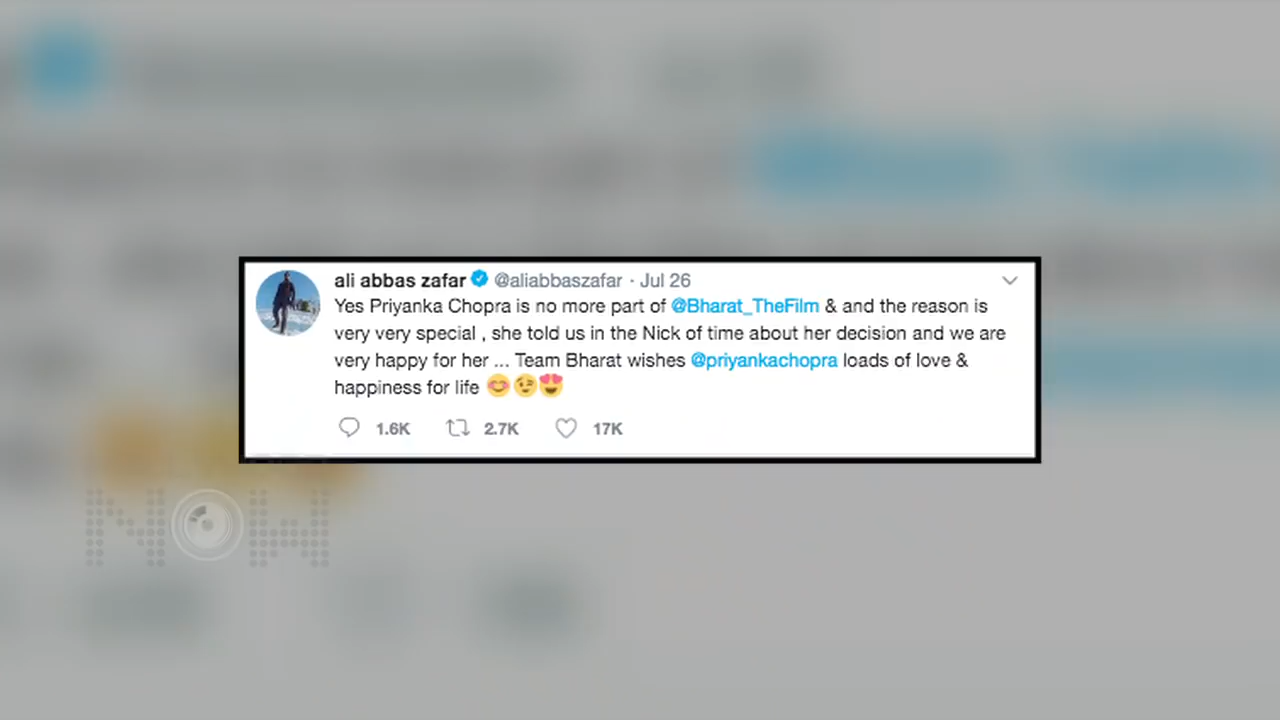 ali abbas zafar @aliabbaszafar · Jul 26
Yes Priyanka Chopra is no more part of @Bharat_TheFilm & and the reason is
very very special , she told us in the Nick of time about her decision and we are
very happy for her ... Team Bharat wishes @priyankachopra loads of love &
happiness for life 😊😉😍
1.6K 2.7K 17K
NOW